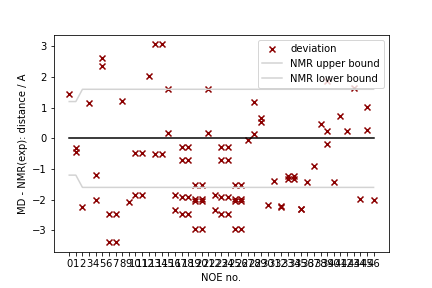 deviation
NMR upper bound
NMR lower bound
3
2
1
0
−1
−2
−3
MD - NMR(exp): distance / A
NOE no.